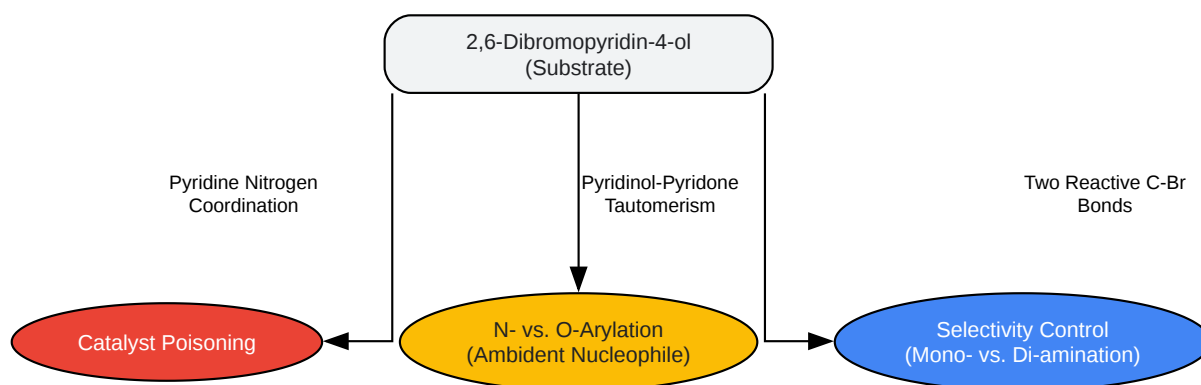 2,6-Dibromopyridin-4-ol
(Substrate)
Pyridine Nitrogen
Coordination
Pyridinol-Pyridone
Tautomerism
Two Reactive C-Br
Bonds
Catalyst Poisoning
N- vs. O-Arylation
(Ambident Nucleophile)
Selectivity Control
(Mono- vs. Di-amination)